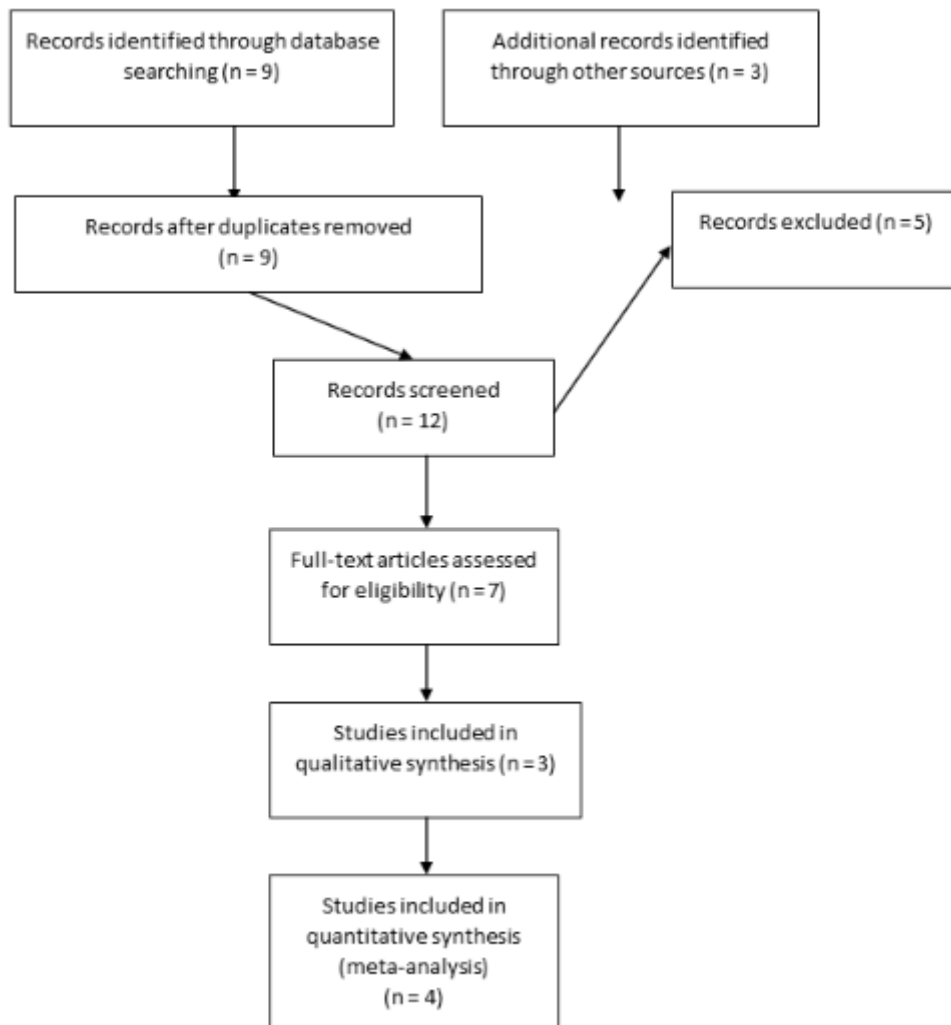 Records identified through database
searching (n = 9)
Additional records identified
through other sources (n = 3)
Records after duplicates removed
(n = 9)
Records excluded (n = 5)
Records screened
(n = 12)
Full-text articles assessed
for eligibility (n = 7)
Studies included in
qualitative synthesis (n = 3)
Studies included in
quantitative synthesis
(meta-analysis)
(n = 4)